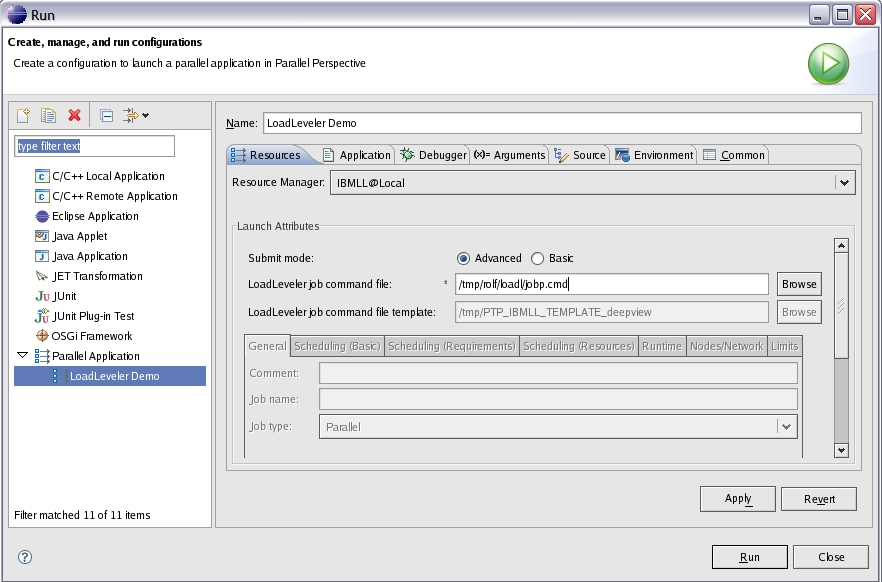 Run
Create, manage, and run configurations
Create a configuration to launch a parallel application in Parallel Perspective
type filter text
C/C++ Local Application
C/C++ Remote Application
Eclipse Application
Java Applet
Java Application
JET Transformation
JUnit
JUnit Plug-in Test
OSGi Framework
Parallel Application
LoadLeveler Demo
Filter matched 11 of 11 items
Name: LoadLeveler Demo
Resources Application Debugger (x)= Arguments Source Environment Common
Resource Manager: IBMLL@Local
Launch Attributes
Submit mode: Advanced Basic
LoadLeveler job command file: * /tmp/rolf/loadl/jobp.cmd Browse
LoadLeveler job command file template: /tmp/PTP_IBMLL_TEMPLATE_deepview Browse
General Scheduling (Basic) Scheduling (Requirements) Scheduling (Resources) Runtime Nodes/Network Limits
Comment:
Job name:
Job type: Parallel
Apply Revert
? Run Close